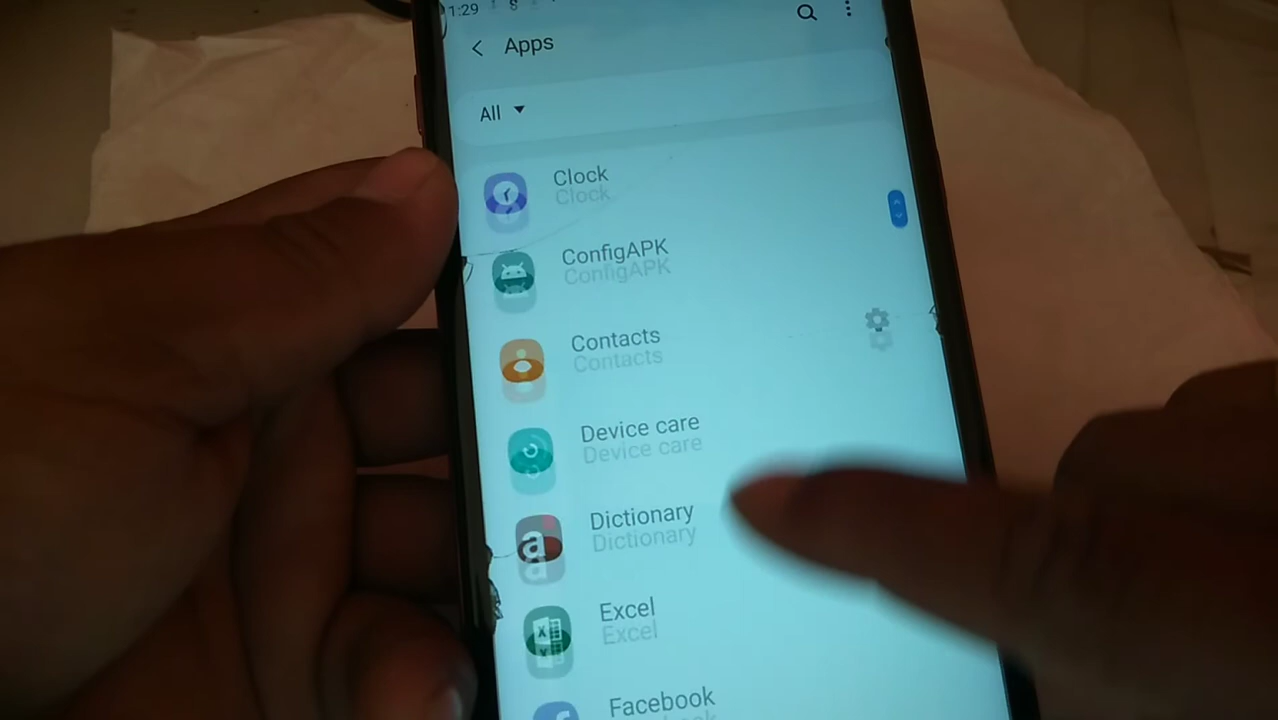 1:29
Apps
All
Clock
Clock
ConfigAPK
ConfigAPK
Contacts
Contacts
Device care
Device care
a
Dictionary
Dictionary
Excel
Excel
Facebook